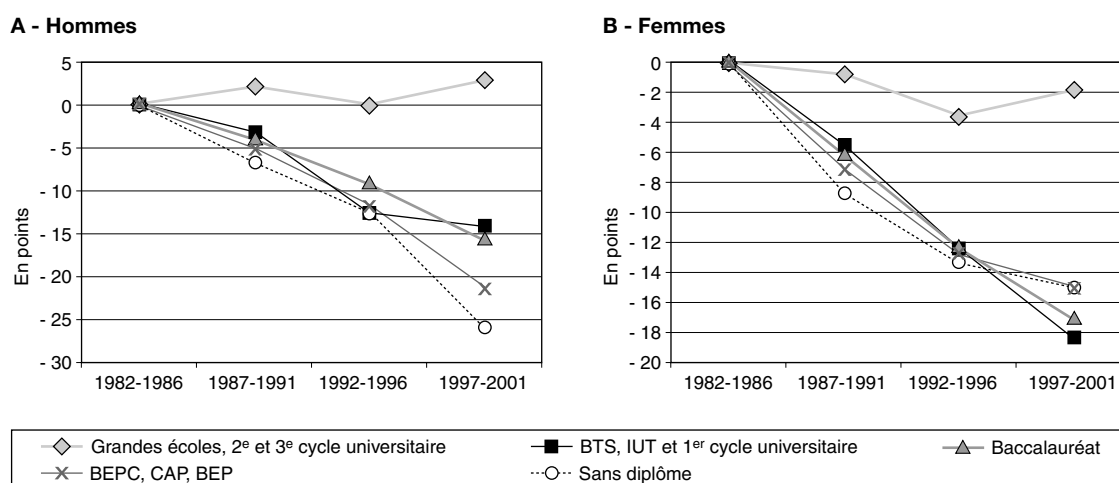 A - Hommes
5
0
- 5
- 10
- 15
- 20
- 25
- 30
En points
1982-1986 1987-1991 1992-1996 1997-2001
B - Femmes
0
- 2
- 4
- 6
- 8
- 10
- 12
- 14
- 16
- 18
- 20
En points
1982-1986 1987-1991 1992-1996 1997-2001
Grandes écoles, 2e et 3e cycle universitaire BTS, IUT et 1er cycle universitaire Baccalauréat
BEPC, CAP, BEP Sans diplôme